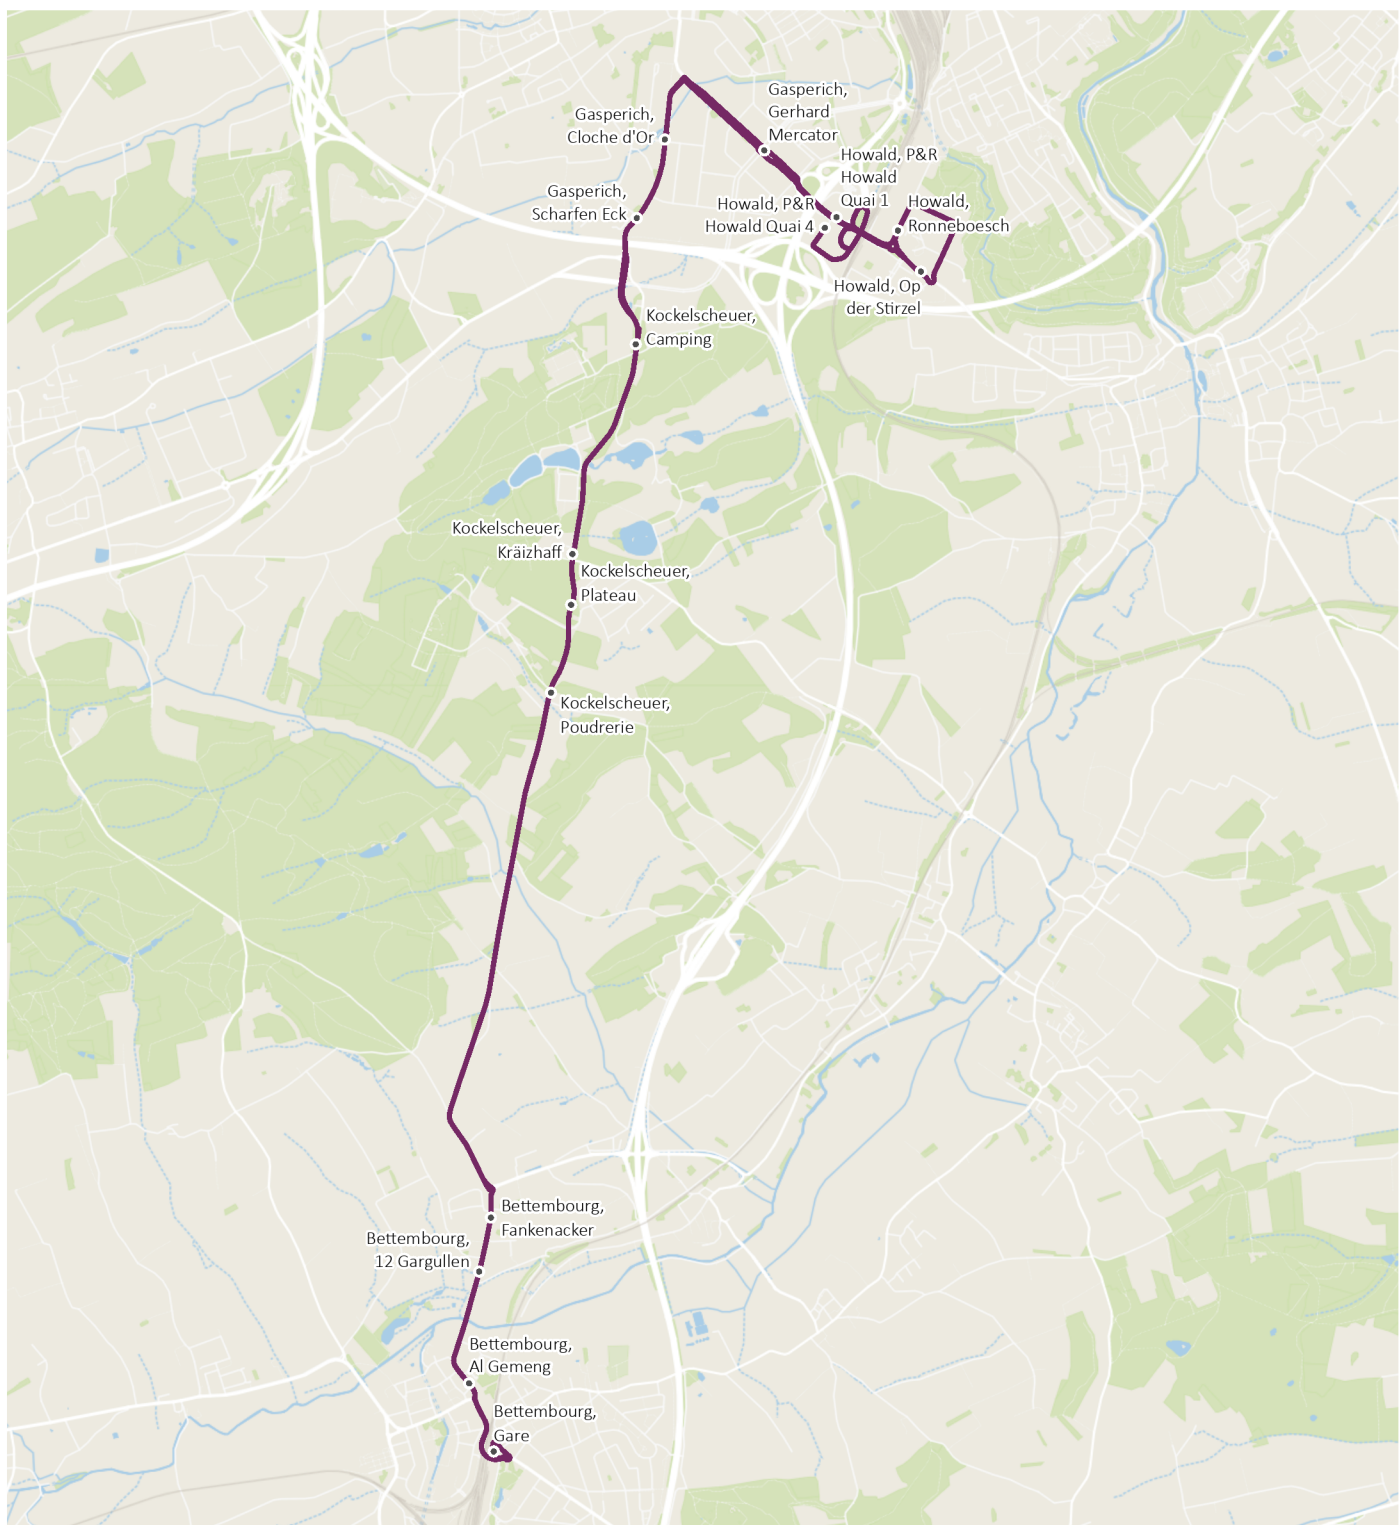 Gasperich,
Gerhard
Mercator
Gasperich,
Cloche d'Or
Howald, P&R
Howald
Quai 1
Gasperich,
Scharfen Eck
Howald, P&R
Howald Quai 4
Howald,
Ronneboesch
Howald, Op
der Stirzel
Kockelscheuer,
Camping
Kockelscheuer,
Kräizhaff
Kockelscheuer,
Plateau
Kockelscheuer,
Poudrerie
Bettembourg,
Fankenacker
Bettembourg,
12 Gargullen
Bettembourg,
Al Gemeng
Bettembourg,
Gare